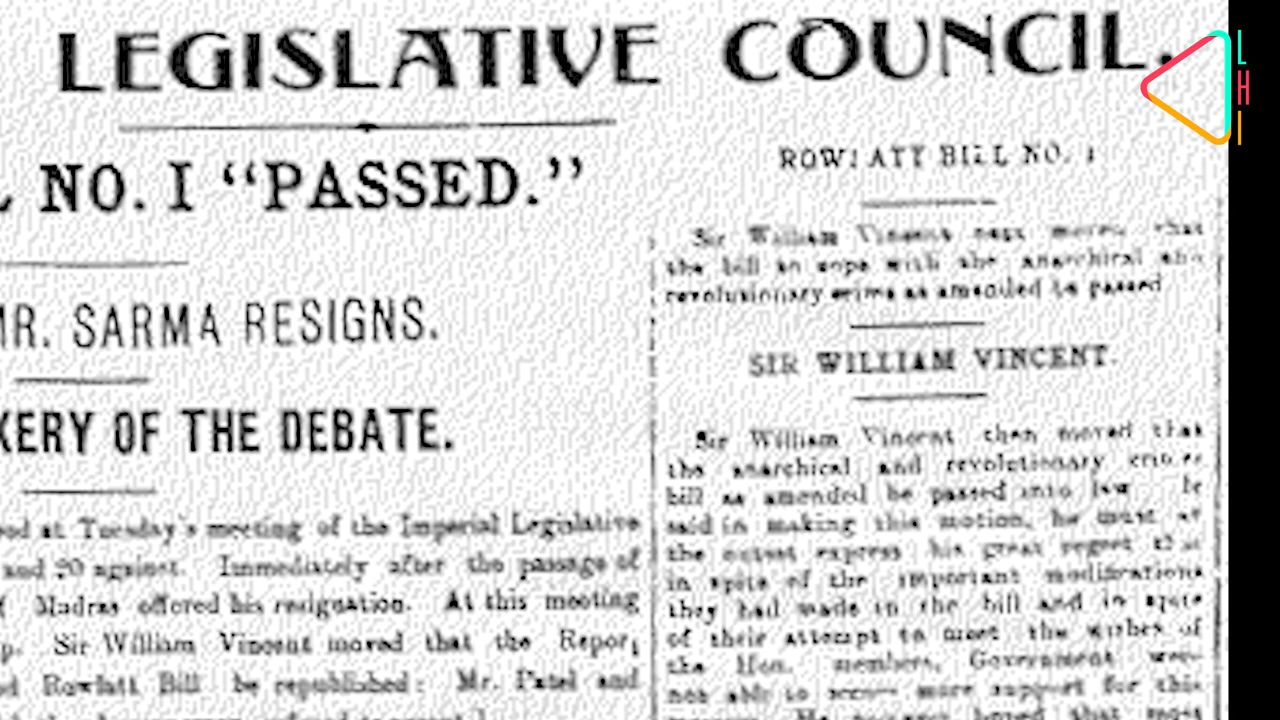 LEGISLATIVE COUNCIL.
NO. I “PASSED.”
MR. SARMA RESIGNS.
KERY OF THE DEBATE.
at Tuesday's meeting of the Imperial Legislative
and 20 against. Immediately after the passage of
Madras offered his resignation. At this meeting
Sir William Vincent moved that the Report
Rowlatt Bill be republished: Mr. Patel and
ROWLATT BILL NO. I
Sir William Vincent next moved that
the bill to cope with the anarchical and
revolutionary crime as amended be passed
SIR WILLIAM VINCENT.
Sir William Vincent then moved that
the anarchical and revolutionary crimes
bill as amended be passed into law. He
said in making this motion, he must at
the outset express his great regret that
in spite of the important modifications
they had made in the bill and in spite
of their attempt to meet the wishes of
the Hon. members, Government were
not able to secure more support for this
that most
L
H
I